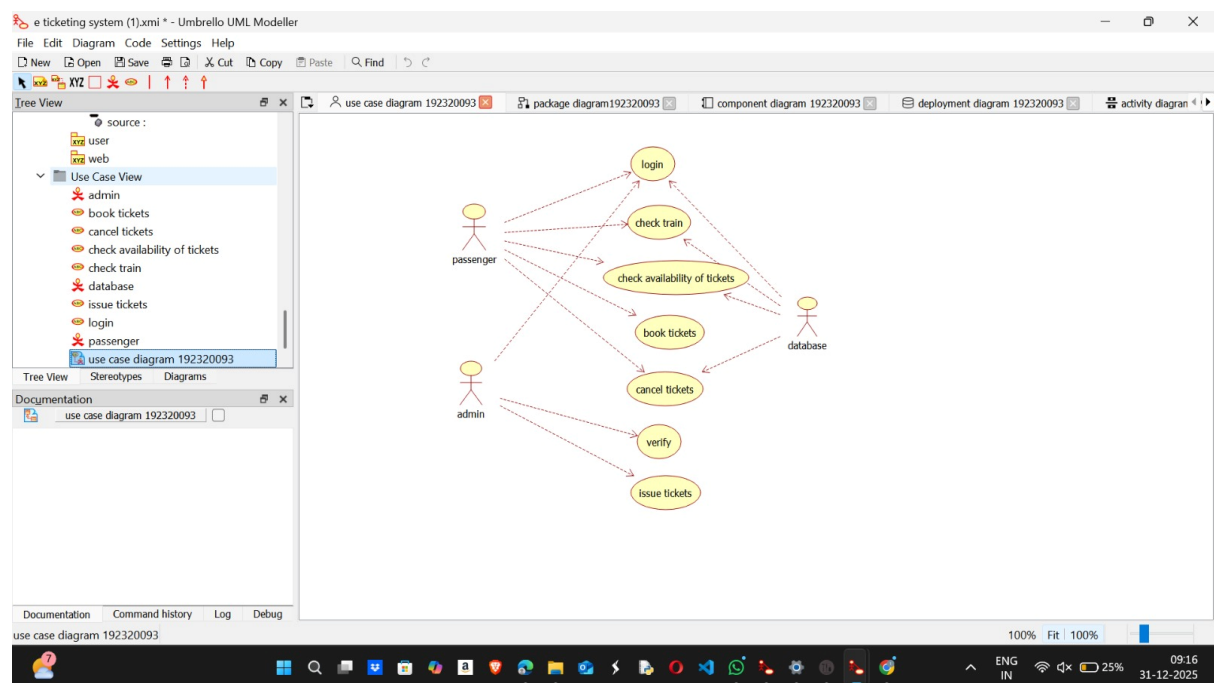 e ticketing system (1).xmi * - Umbrello UML Modeller
File Edit Diagram Code Settings Help
New Open Save Cut Copy Paste Find
XYZ XYZ
Tree View
use case diagram 192320093 package diagram192320093 component diagram 192320093 deployment diagram 192320093 activity diagran
source :
XYZ user
XYZ web
Use Case View
admin
book tickets
cancel tickets
check availability of tickets
check train
database
issue tickets
login
passenger
use case diagram 192320093
Tree View Stereotypes Diagrams
Documentation
use case diagram 192320093
login
check train
passenger
check availability of tickets
book tickets
database
cancel tickets
admin
verify
issue tickets
Documentation Command history Log Debug
use case diagram 192320093
100% Fit 100%
7
a
ENG
IN
25%
09:16
31-12-2025